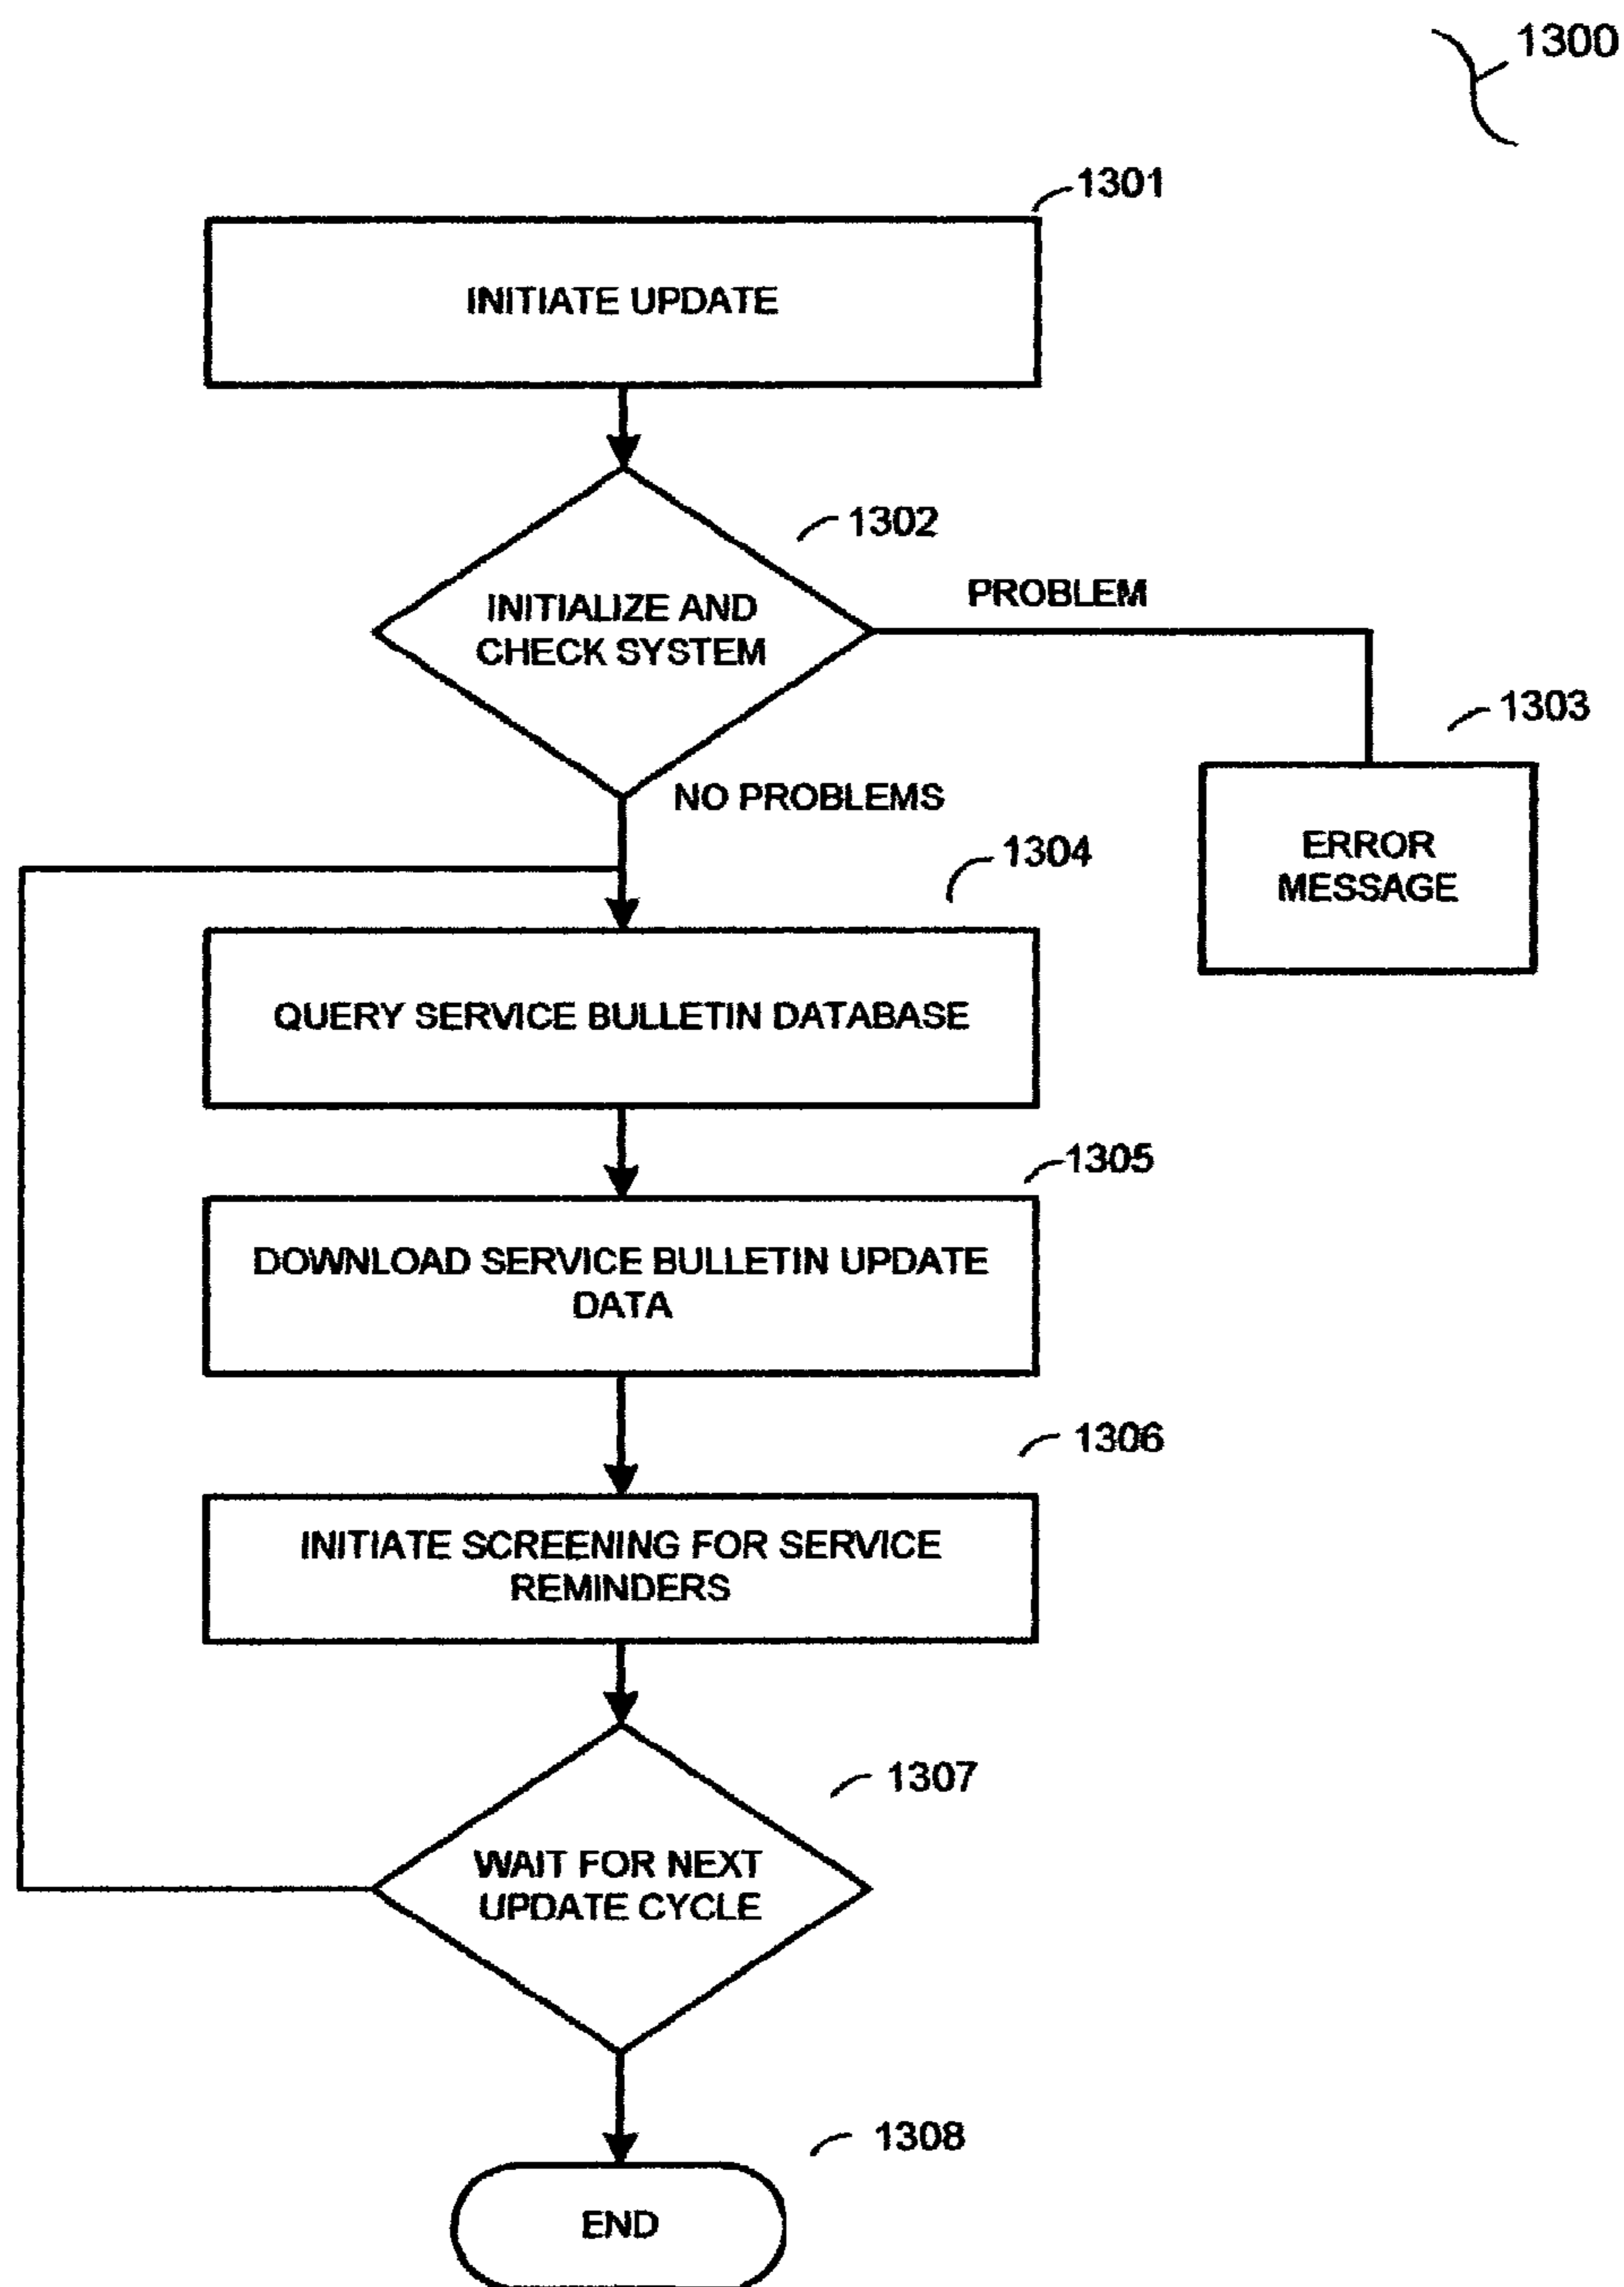 1300
1301
INITIATE UPDATE
1302
INITIALIZE AND
CHECK SYSTEM
PROBLEM
1303
ERROR
MESSAGE
NO PROBLEMS
1304
QUERY SERVICE BULLETIN DATABASE
1305
DOWNLOAD SERVICE BULLETIN UPDATE
DATA
1306
INITIATE SCREENING FOR SERVICE
REMINDERS
1307
WAIT FOR NEXT
UPDATE CYCLE
1308
END